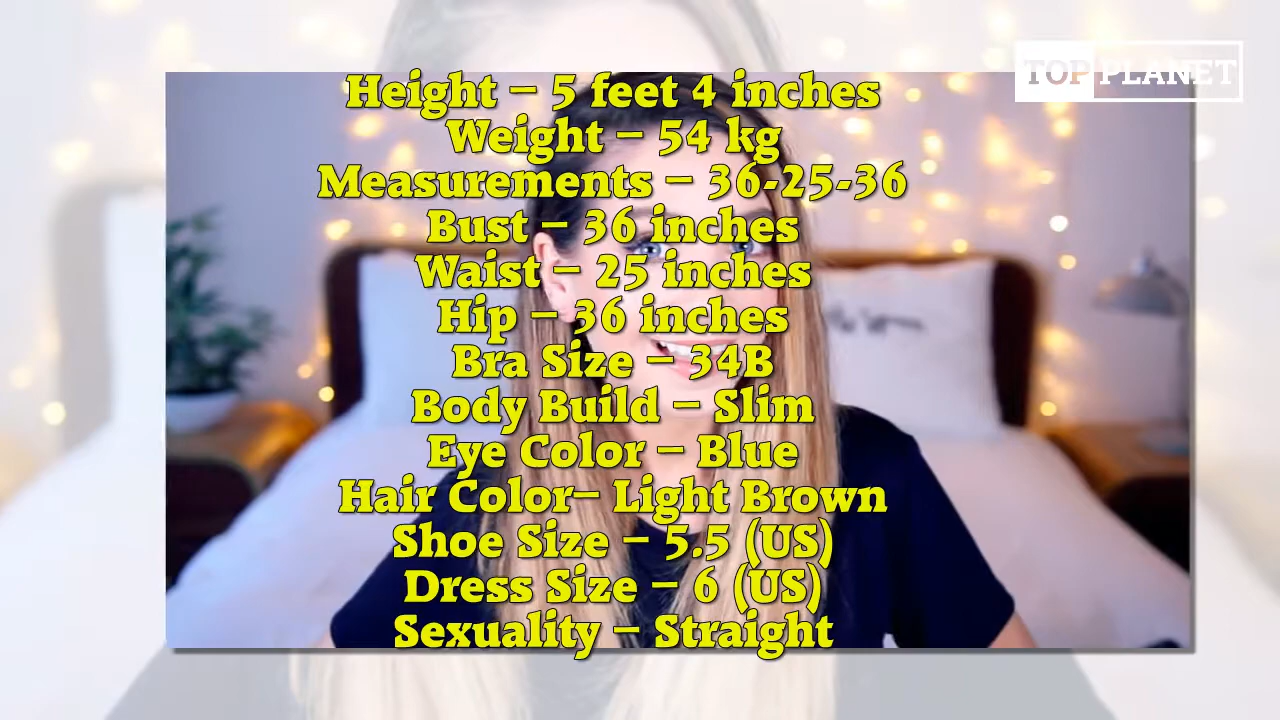 TOP PLANET
Height – 5 feet 4 inches
Weight – 54 kg
Measurements – 36-25-36
Bust – 36 inches
Waist – 25 inches
Hip – 36 inches
Bra Size – 34B
Body Build – Slim
Eye Color – Blue
Hair Color– Light Brown
Shoe Size – 5.5 (US)
Dress Size – 6 (US)
Sexuality – Straight